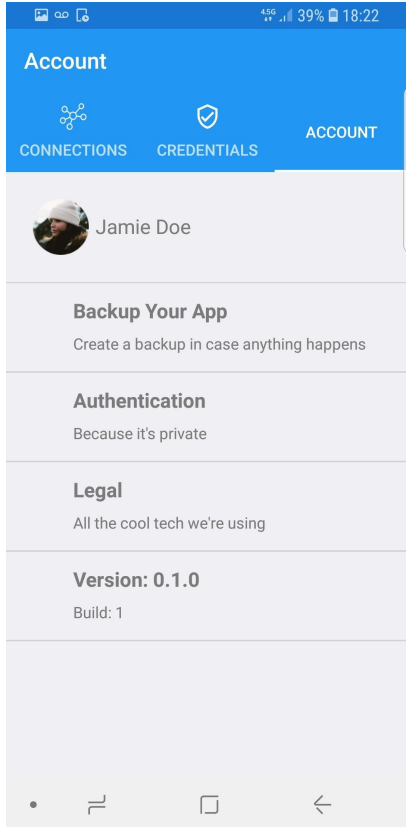 4.5G 39% 18:22
Account
CONNECTIONS CREDENTIALS ACCOUNT
Jamie Doe
Backup Your App
Create a backup in case anything happens
Authentication
Because it's private
Legal
All the cool tech we're using
Version: 0.1.0
Build: 1